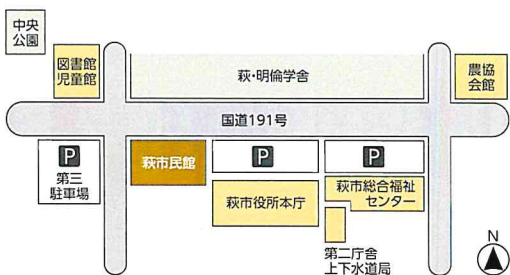 中央
公園
図書館
児童館
萩・明倫学舎
農協
会館
国道191号
P
第三
駐車場
萩市民館
P
P
萩市役所本庁
萩市総合福祉
センター
第二庁舎
上下水道局
N